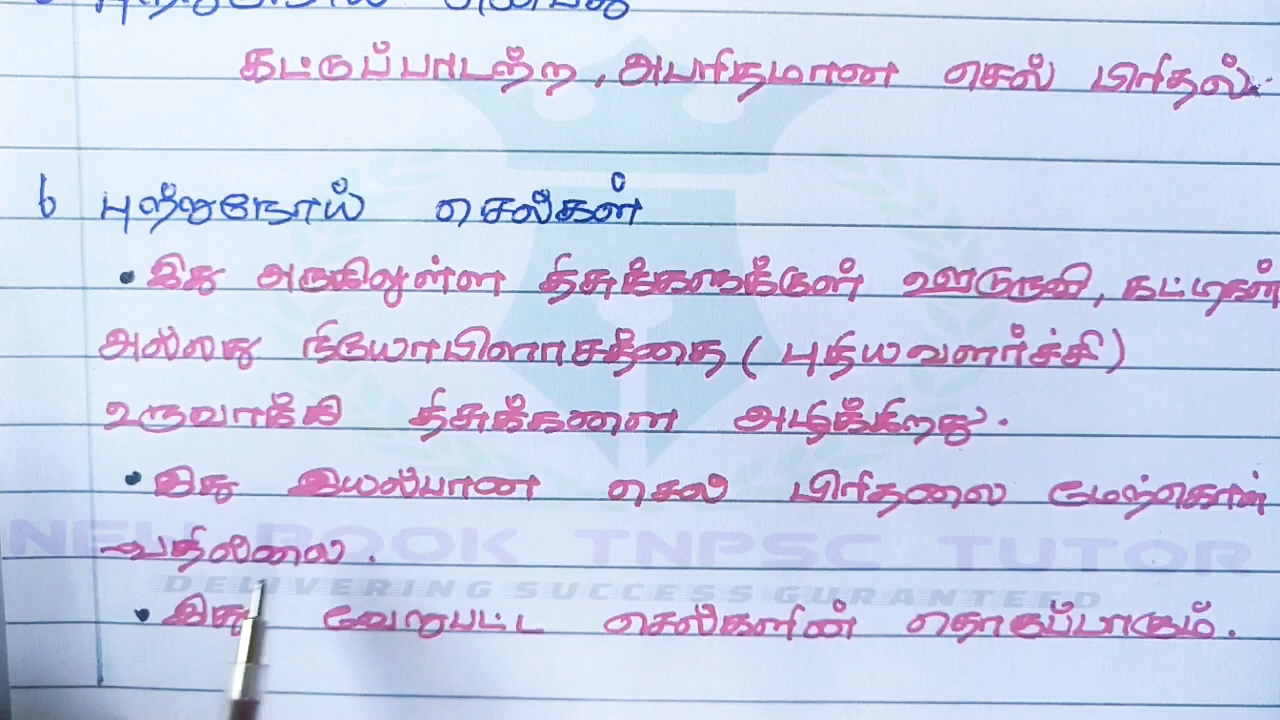 கட்டுப்பாடற்ற, அபரிதமான செல் பிரிதல்.
6 புற்றுநோய் செல்கள்
• இது அருகிலுள்ள திசுக்களுக்குள் ஊடுருவி, கட்டிகள்
அல்லது நியோபிளாசத்தை ( புதியவளர்ச்சி )
உருவாக்கி திசுக்களை அழிக்கிறது.
• இது இயல்பான செல் பிரிதலை மேற்கொள்
வதில்லை.
NEW BOOK TNPSC TUTOR
DELIVERING SUCCESS GURANTEED
• இது வேறுபட்ட செல்களின் தொகுப்பாகும்.